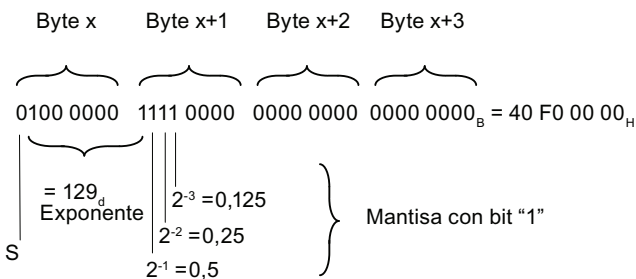 Byte x Byte x+1 Byte x+2 Byte x+3
0100 0000 1111 0000 0000 0000 0000 0000B = 40 F0 00 00H
= 129d
Exponente
2-3 =0,125
Mantisa con bit “1”
2-2 =0,25
S
2-1 =0,5